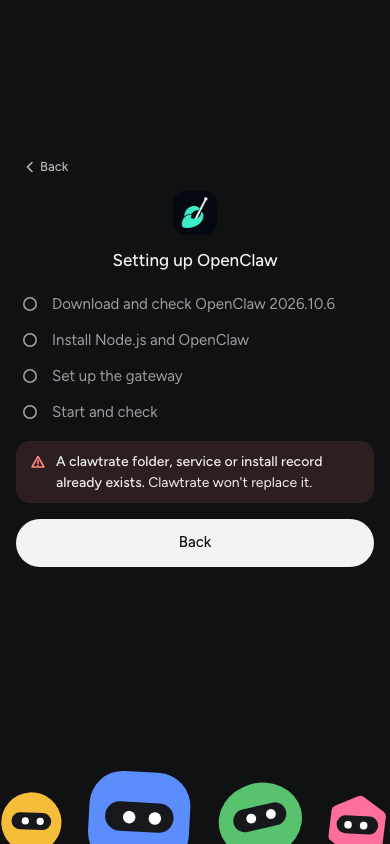 Back
Setting up OpenClaw
Download and check OpenClaw 2026.10.6
Install Node.js and OpenClaw
Set up the gateway
Start and check
A clawtrate folder, service or install record
already exists. Clawtrate won't replace it.
Back